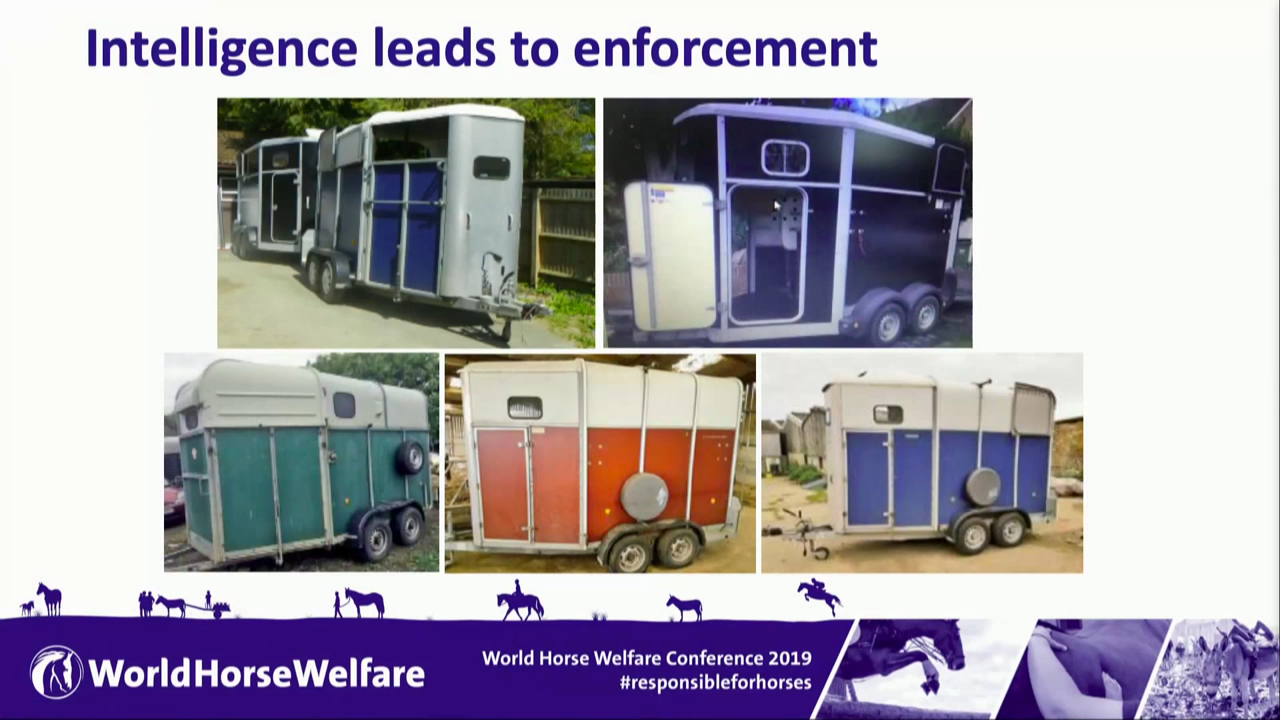 Intelligence leads to enforcement
WorldHorseWelfare
World Horse Welfare Conference 2019
#responsibleforhorses